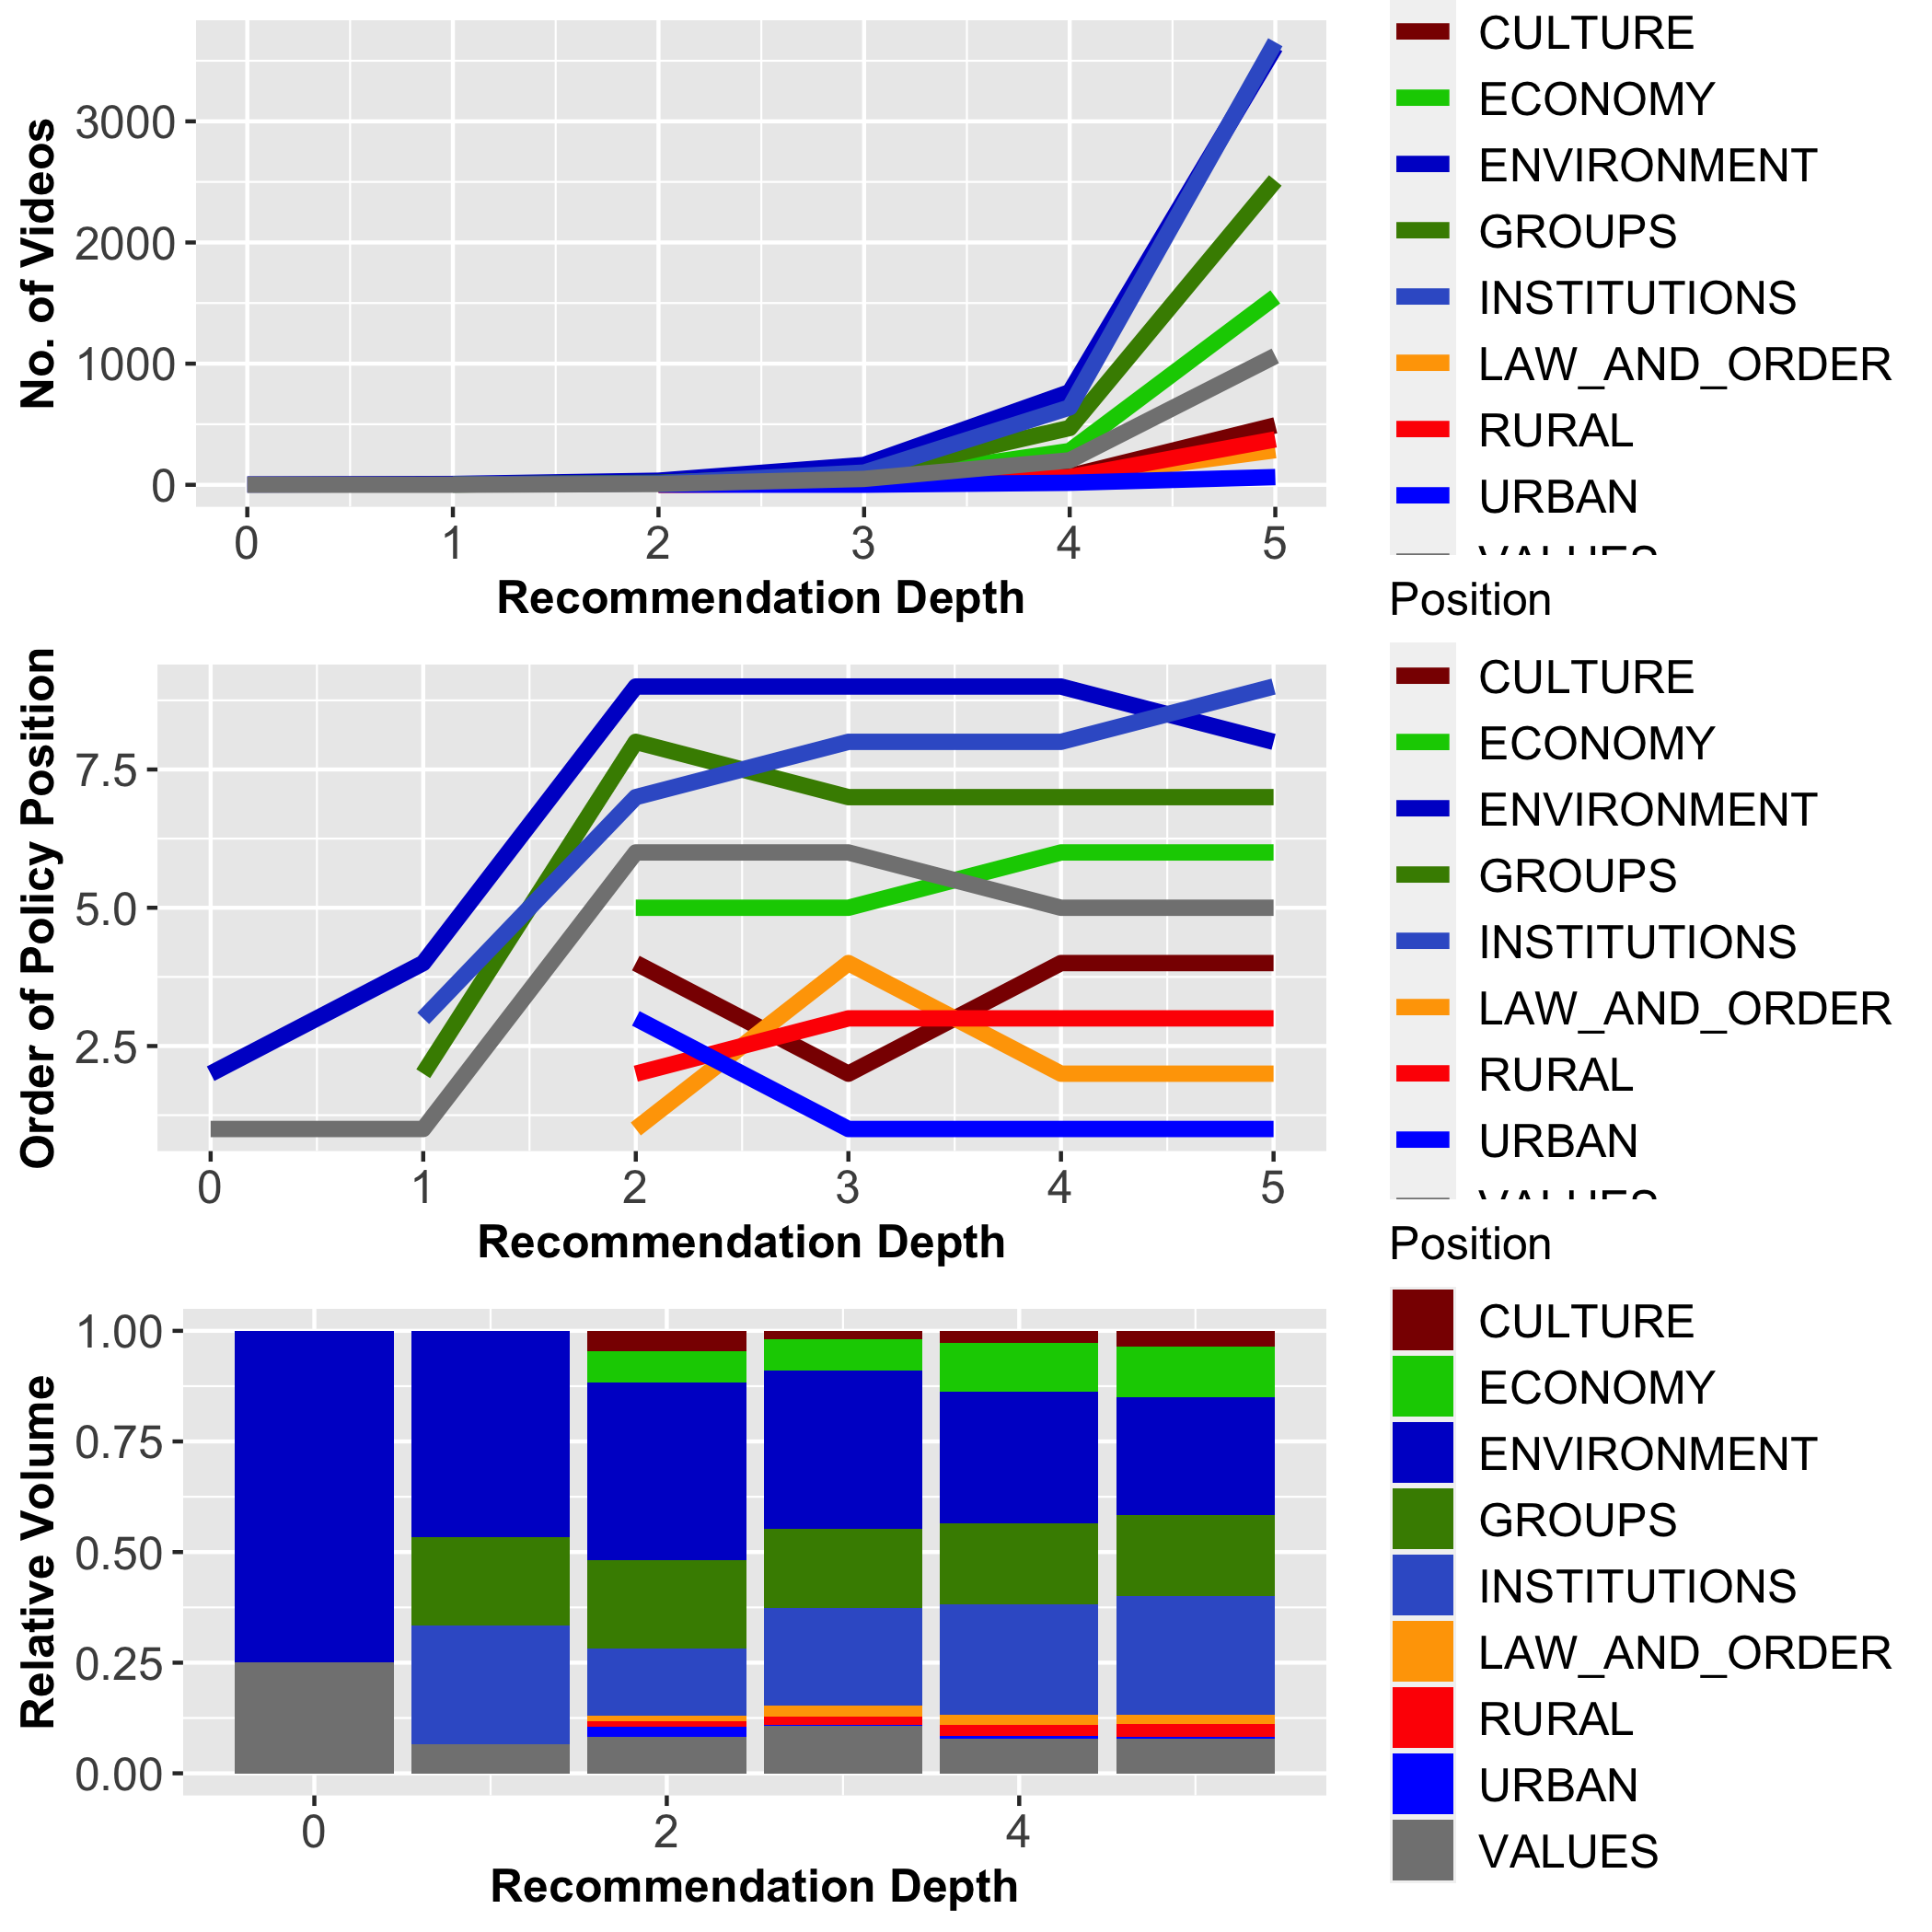 No. of Videos
3000
2000
1000
0
0 1 2 3 4 5
Recommendation Depth
CULTURE
ECONOMY
ENVIRONMENT
GROUPS
INSTITUTIONS
LAW_AND_ORDER
RURAL
URBAN
VALUES
Order of Policy Position
7.5
5.0
2.5
0 1 2 3 4 5
Recommendation Depth
Position
CULTURE
ECONOMY
ENVIRONMENT
GROUPS
INSTITUTIONS
LAW_AND_ORDER
RURAL
URBAN
VALUES
Relative Volume
1.00
0.75
0.50
0.25
0.00
0 2 4
Recommendation Depth
Position
CULTURE
ECONOMY
ENVIRONMENT
GROUPS
INSTITUTIONS
LAW_AND_ORDER
RURAL
URBAN
VALUES